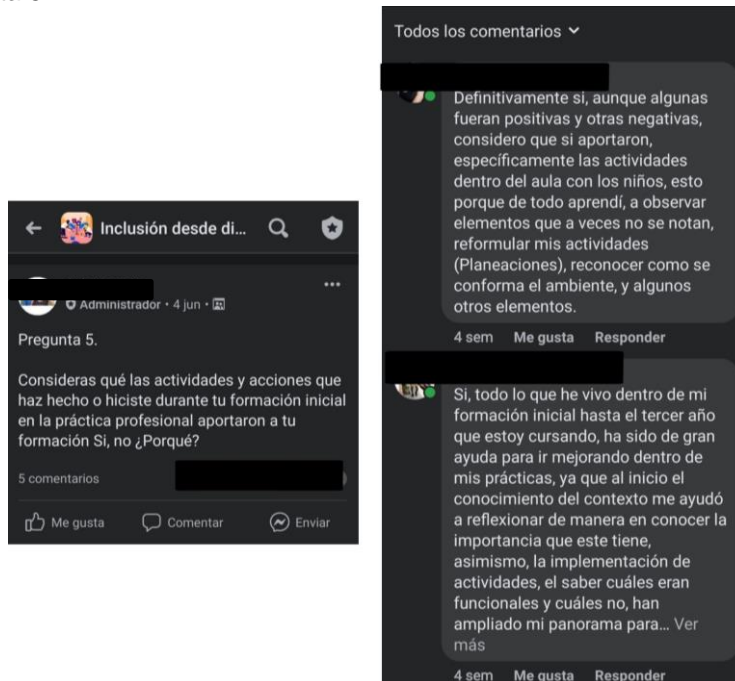 Inclusión desde di...
Administrador • 4 jun •
Pregunta 5.
Consideras qué las actividades y acciones que
haz hecho o hiciste durante tu formación inicial
en la práctica profesional aportaron a tu
formación Si, no ¿Porqué?
5 comentarios
Me gusta Comentar Enviar
Todos los comentarios
Definitivamente si, aunque algunas
fueran positivas y otras negativas,
considero que si aportaron,
específicamente las actividades
dentro del aula con los niños, esto
porque de todo aprendí, a observar
elementos que a veces no se notan,
reformular mis actividades
(Planeaciones), reconocer como se
conforma el ambiente, y algunos
otros elementos.
4 sem Me gusta Responder
Si, todo lo que he vivo dentro de mi
formación inicial hasta el tercer año
que estoy cursando, ha sido de gran
ayuda para ir mejorando dentro de
mis prácticas, ya que al inicio el
conocimiento del contexto me ayudó
a reflexionar de manera en conocer la
importancia que este tiene,
asimismo, la implementación de
actividades, el saber cuáles eran
funcionales y cuáles no, han
ampliado mi panorama para... Ver
más
4 sem Me gusta Responder